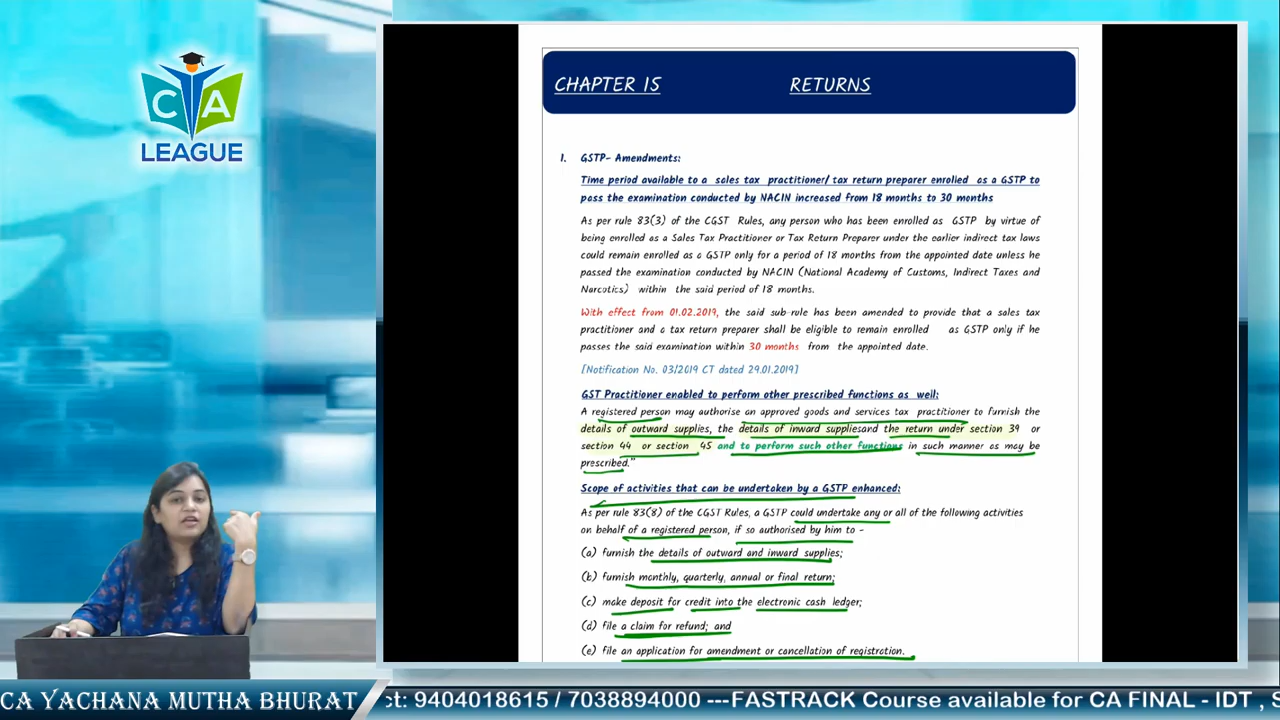 C A
LEAGUE
CHAPTER 15 RETURNS
1. GSTP- Amendments:
Time period available to a sales tax practitioner/ tax return preparer enrolled as a GSTP to
pass the examination conducted by NACIN increased from 18 months to 30 months
As per rule 83(3) of the CGST Rules, any person who has been enrolled as GSTP by virtue of
being enrolled as a Sales Tax Practitioner or Tax Return Preparer under the earlier indirect tax laws
could remain enrolled as a GSTP only for a period of 18 months from the appointed date unless he
passed the examination conducted by NACIN (National Academy of Customs, Indirect Taxes and
Narcotics) within the said period of 18 months.
With effect from 01.02.2019, the said sub-rule has been amended to provide that a sales tax
practitioner and a tax return preparer shall be eligible to remain enrolled as GSTP only if he
passes the said examination within 30 months from the appointed date.
[Notification No. 03/2019 CT dated 29.01.2019]
GST Practitioner enabled to perform other prescribed functions as well:
A registered person may authorise an approved goods and services tax practitioner to furnish the
details of outward supplies, the details of inward suppliesand the return under section 39 or
section 44 or section 45 and to perform such other functions in such manner as may be
prescribed."
Scope of activities that can be undertaken by a GSTP enhanced:
As per rule 83(8) of the CGST Rules, a GSTP could undertake any or all of the following activities
on behalf of a registered person, if so authorised by him to -
(a) furnish the details of outward and inward supplies;
(b) furnish monthly, quarterly, annual or final return;
(c) make deposit for credit into the electronic cash ledger;
(d) file a claim for refund; and
(e) file an application for amendment or cancellation of registration.
CA YACHANA MUTHA BHURAT
ct: 9404018615 / 7038894000 ---FASTRACK Course available for CA FINAL - IDT , S